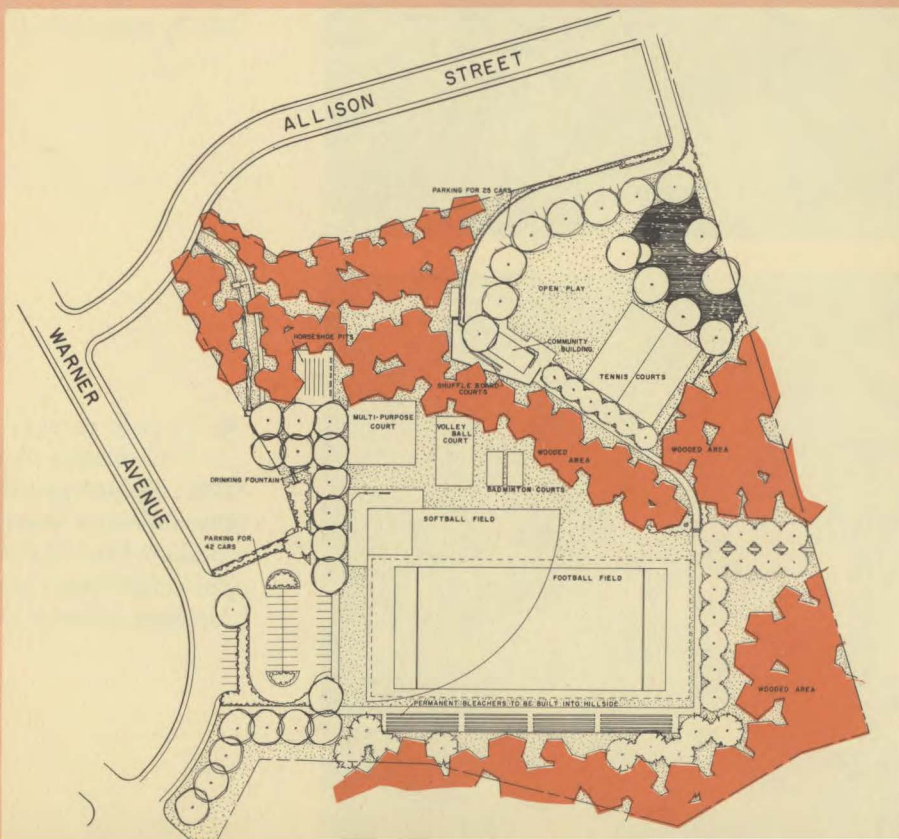 ALLISON STREET
WARNER AVENUE
PARKING FOR 25 CARS
OPEN PLAY
HORSESHOE PITS
COMMUNITY
BUILDING
TENNIS COURTS
SHUFFLE BOARD
COURTS
MULTI-PURPOSE
COURT
VOLLEY
BALL
COURT
WOODED
AREA
WOODED AREA
DRINKING FOUNTAIN
BADMINTON COURTS
SOFTBALL FIELD
PARKING FOR
42 CARS
FOOTBALL FIELD
WOODED AREA
PERMANENT BLEACHERS TO BE BUILT INTO HILLSIDE